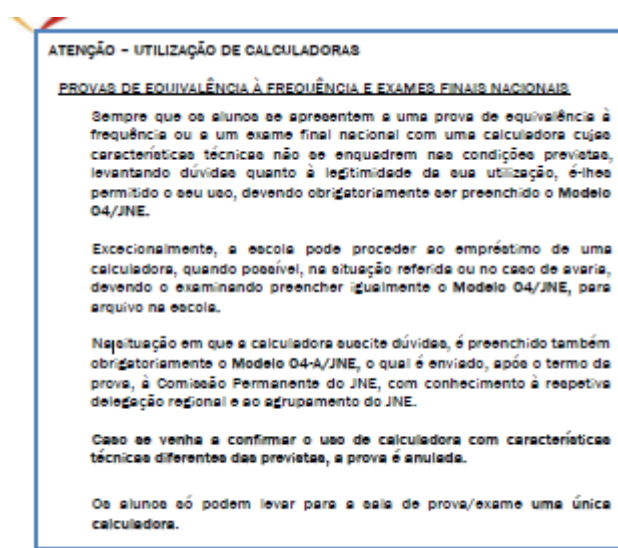 ATENÇÃO – UTILIZAÇÃO DE CALCULADORAS
PROVAS DE EQUIVALÊNCIA À FREQUÊNCIA E EXAMES FINAIS NACIONAIS
Sempre que os alunos se apresentem a uma prova de equivalência à
frequência ou a um exame final nacional com uma calculadora cujas
características técnicas não se enquadrem nas condições previstas,
levantando dúvidas quanto à legitimidade da sua utilização, é-lhes
permitido o seu uso, devendo obrigatoriamente ser preenchido o Modelo
04/JNE.
Excecionalmente, a escola pode proceder ao empréstimo de uma
calculadora, quando possível, na situação referida ou no caso de avaria,
devendo o examinando preencher igualmente o Modelo 04/JNE, para
arquivo na escola.
Na situação em que a calculadora suscite dúvidas, é preenchido também
obrigatoriamente o Modelo 04-A/JNE, o qual é enviado, após o termo da
prova, à Comissão Permanente do JNE, com conhecimento à respetiva
delegação regional e ao agrupamento do JNE.
Caso se venha a confirmar o uso de calculadora com características
técnicas diferentes das previstas, a prova é anulada.
Os alunos só podem levar para a sala de prova/exame uma única
calculadora.